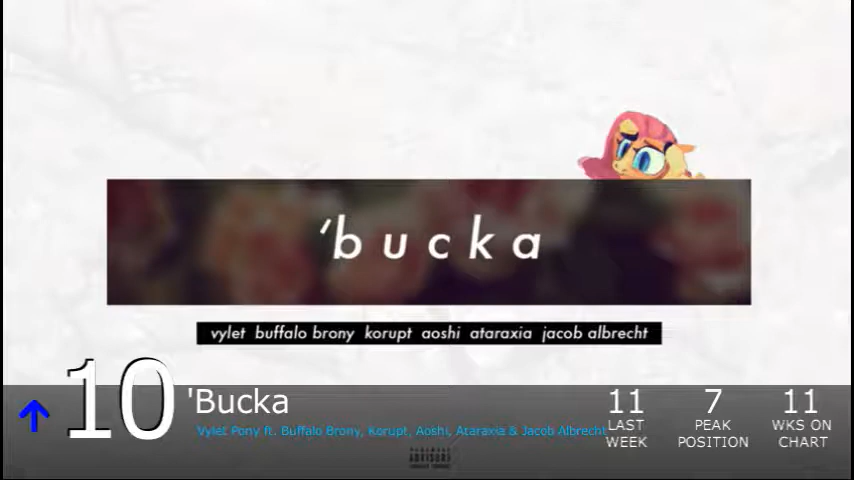 'bucka
vylet buffalo brony korupt aoshi ataraxia jacob albrecht
10
'Bucka
Vylet Pony ft. Buffalo Brony, Korupt, Aoshi, Ataraxia & Jacob Albrecht
11
LAST
WEEK
7
PEAK
POSITION
11
WKS ON
CHART
ADVISORY